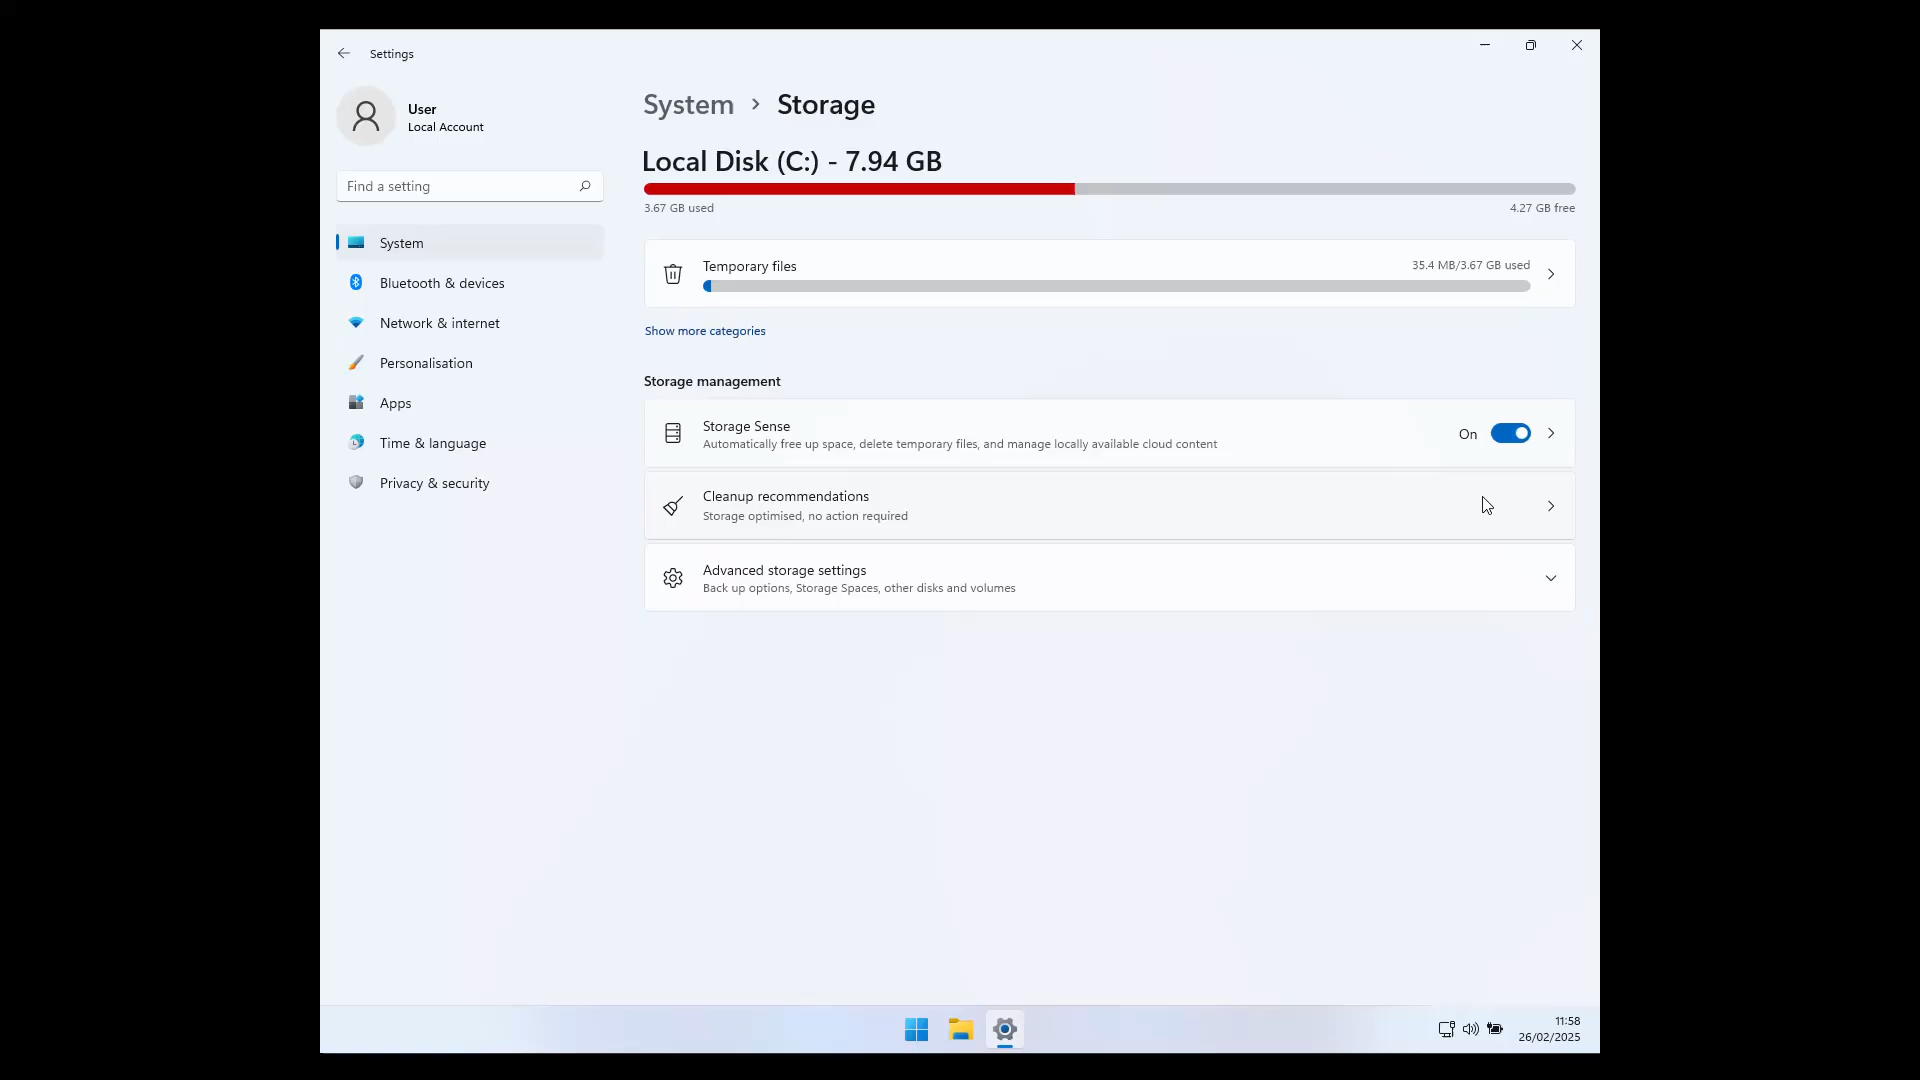 Settings
User
Local Account
Find a setting
System
Bluetooth & devices
Network & internet
Personalisation
Apps
Time & language
Privacy & security
System > Storage
Local Disk (C:) - 7.94 GB
3.67 GB used
4.27 GB free
Temporary files
35.4 MB/3.67 GB used
Show more categories
Storage management
Storage Sense
Automatically free up space, delete temporary files, and manage locally available cloud content
On
Cleanup recommendations
Storage optimised, no action required
Advanced storage settings
Back up options, Storage Spaces, other disks and volumes
11:58
26/02/2025